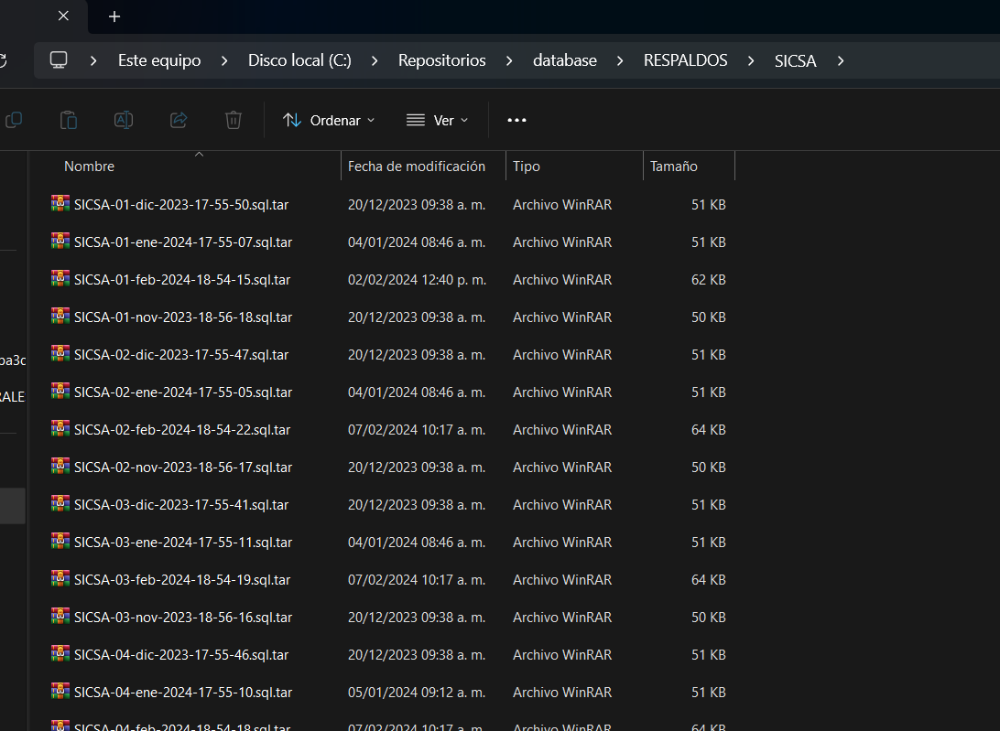 Este equipo > Disco local (C:) > Repositorios > database > RESPALDOS > SICSA >
Ordenar Ver
Nombre Fecha de modificación Tipo Tamaño
SICSA-01-dic-2023-17-55-50.sql.tar 20/12/2023 09:38 a. m. Archivo WinRAR 51 KB
SICSA-01-ene-2024-17-55-07.sql.tar 04/01/2024 08:46 a. m. Archivo WinRAR 51 KB
SICSA-01-feb-2024-18-54-15.sql.tar 02/02/2024 12:40 p. m. Archivo WinRAR 62 KB
SICSA-01-nov-2023-18-56-18.sql.tar 20/12/2023 09:38 a. m. Archivo WinRAR 50 KB
SICSA-02-dic-2023-17-55-47.sql.tar 20/12/2023 09:38 a. m. Archivo WinRAR 51 KB
SICSA-02-ene-2024-17-55-05.sql.tar 04/01/2024 08:46 a. m. Archivo WinRAR 51 KB
SICSA-02-feb-2024-18-54-22.sql.tar 07/02/2024 10:17 a. m. Archivo WinRAR 64 KB
SICSA-02-nov-2023-18-56-17.sql.tar 20/12/2023 09:38 a. m. Archivo WinRAR 50 KB
SICSA-03-dic-2023-17-55-41.sql.tar 20/12/2023 09:38 a. m. Archivo WinRAR 51 KB
SICSA-03-ene-2024-17-55-11.sql.tar 04/01/2024 08:46 a. m. Archivo WinRAR 51 KB
SICSA-03-feb-2024-18-54-19.sql.tar 07/02/2024 10:17 a. m. Archivo WinRAR 64 KB
SICSA-03-nov-2023-18-56-16.sql.tar 20/12/2023 09:38 a. m. Archivo WinRAR 50 KB
SICSA-04-dic-2023-17-55-46.sql.tar 20/12/2023 09:38 a. m. Archivo WinRAR 51 KB
SICSA-04-ene-2024-17-55-10.sql.tar 05/01/2024 09:12 a. m. Archivo WinRAR 51 KB
SICSA-04-feb-2024-18-54-18.sql.tar 07/02/2024 10:17 a. m. Archivo WinRAR 64 KB